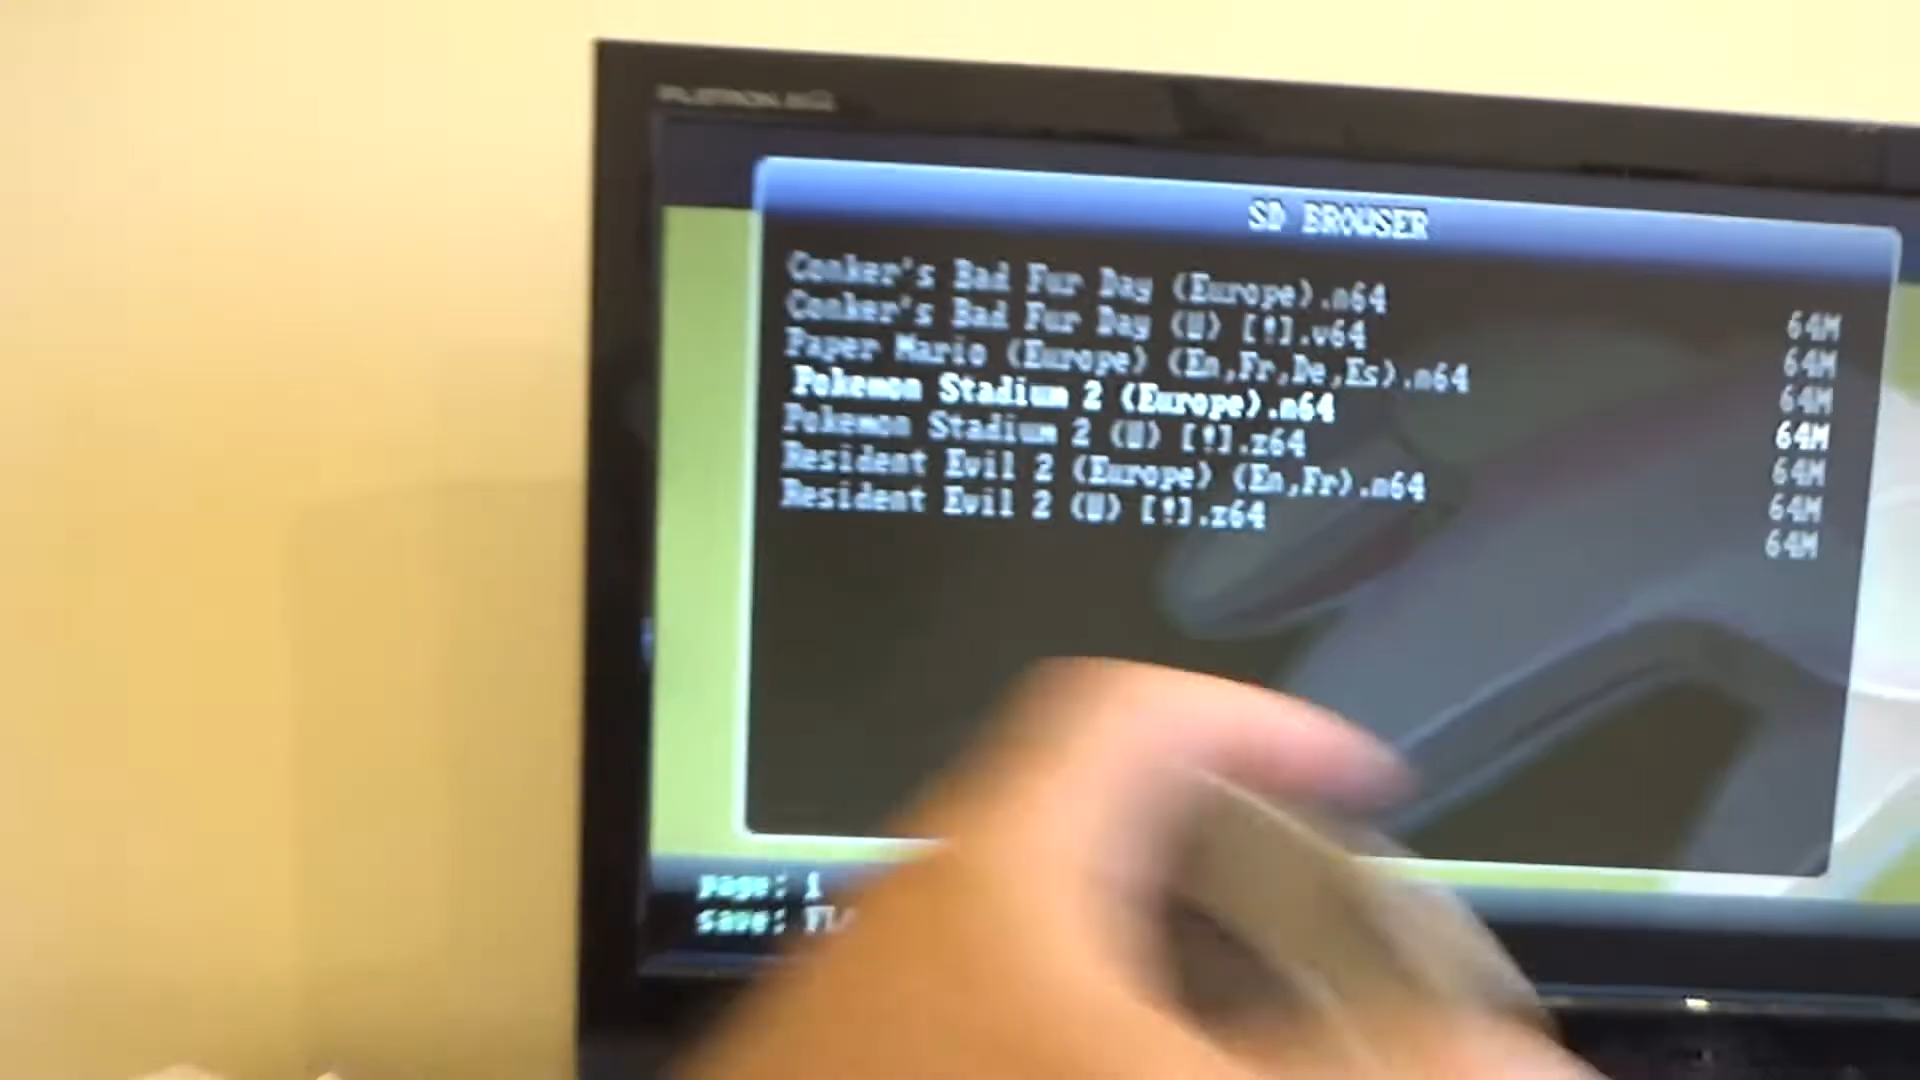 SD BROWSER
Conker's Bad Fur Day (Europe).n64 64M
Conker's Bad Fur Day (U) [!].v64 64M
Paper Mario (Europe) (En,Fr,De,Es).n64 64M
Pokemon Stadium 2 (Europe).n64 64M
Pokemon Stadium 2 (U) [!].z64 64M
Resident Evil 2 (Europe) (En,Fr).n64 64M
Resident Evil 2 (U) [!].z64 64M
page: 1
save: